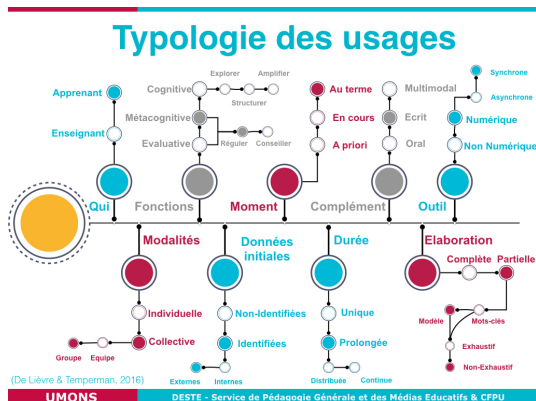 Typologie des usages
Apprenant
Enseignant
Qui
Explorer
Amplifier
Cognitive
Structurer
Métacognitive
Evaluative
Réguler
Conseiller
Fonctions
Au terme
En cours
A priori
Moment
Multimodal
Ecrit
Oral
Complément
Synchrone
Asynchrone
Numérique
Non Numérique
Outil
Modalités
Individuelle
Collective
Groupe
Equipe
Données
initiales
Non-Identifiées
Identifiées
Externes
Internes
Durée
Unique
Prolongée
Distribuée
Continue
Elaboration
Complète
Partielle
Modèle
Mots-clés
Exhaustif
Non-Exhaustif
(De Lièvre & Temperman, 2016)
UMONS
DESTE - Service de Pédagogie Générale et des Médias Educatifs & CFPU